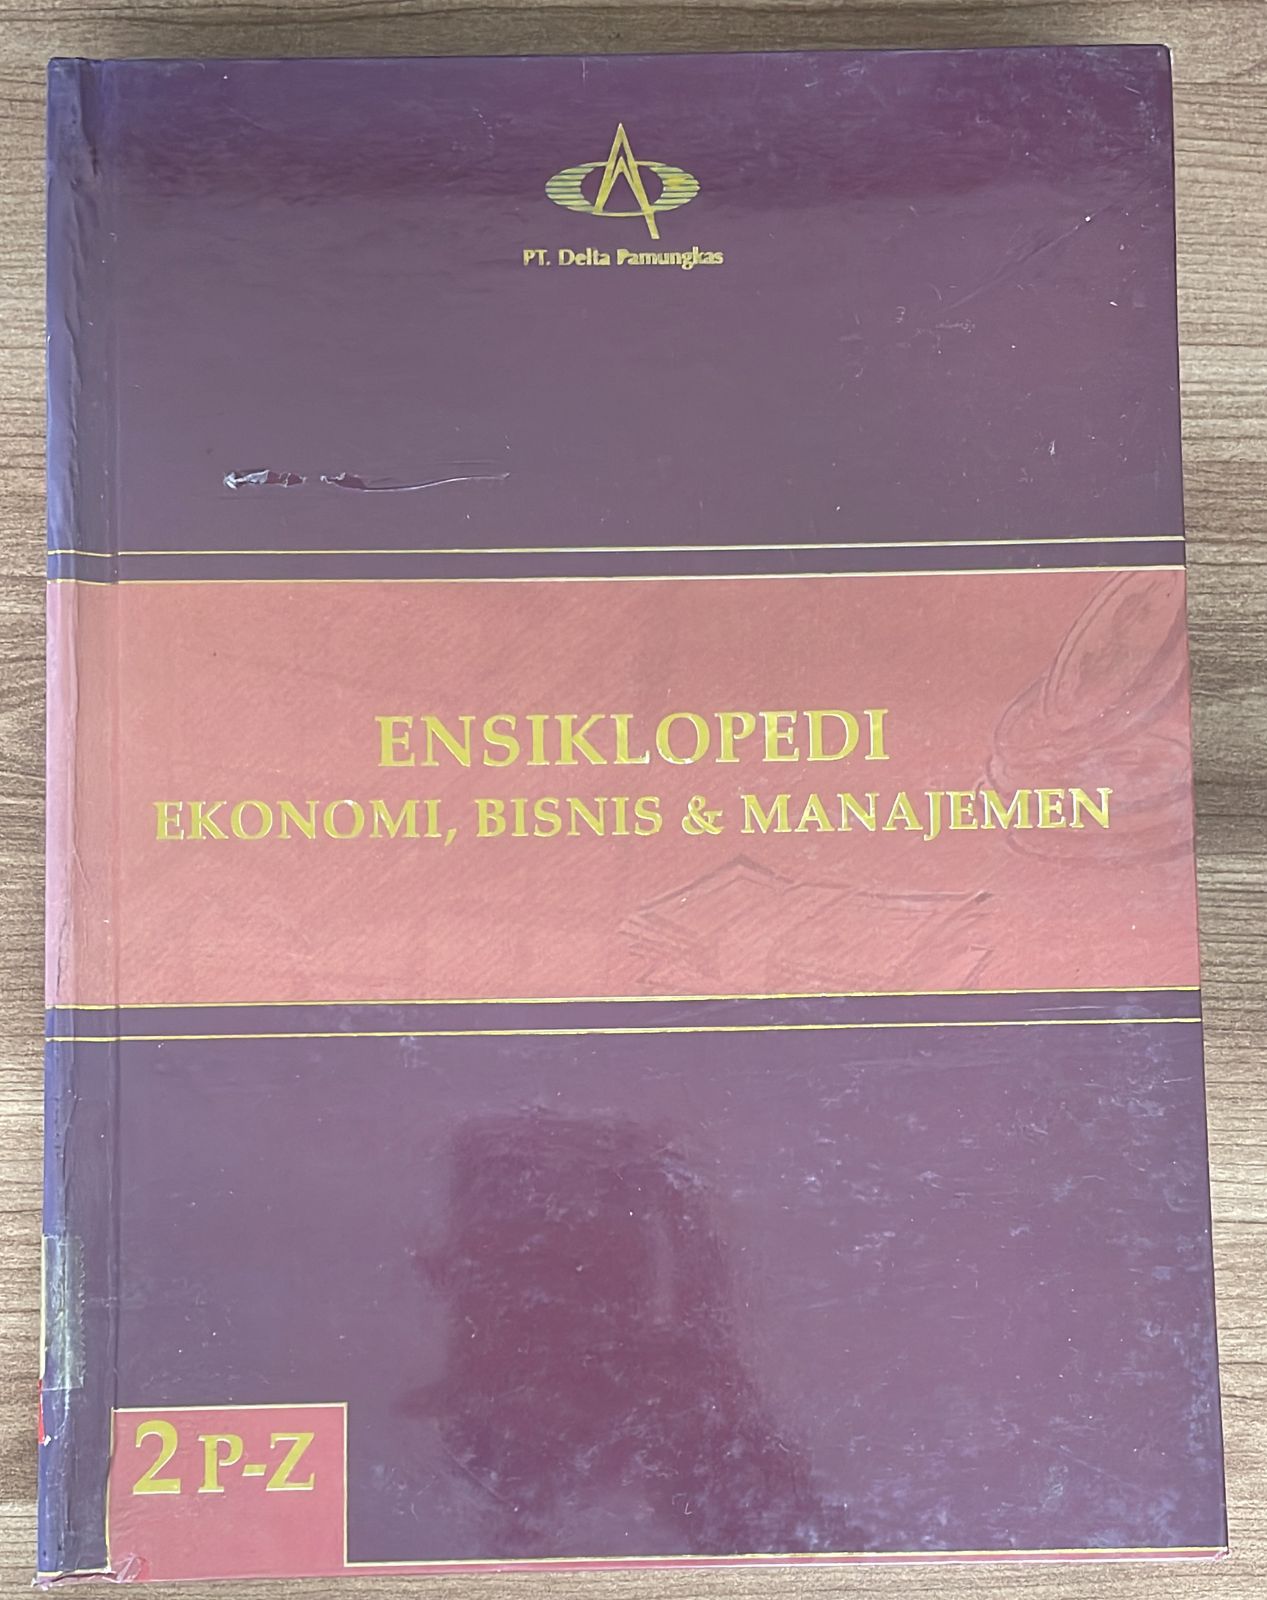 PT. Delta Pamungkas
ENSIKLOPEDI
EKONOMI, BISNIS & MANAJEMEN
2 P-Z